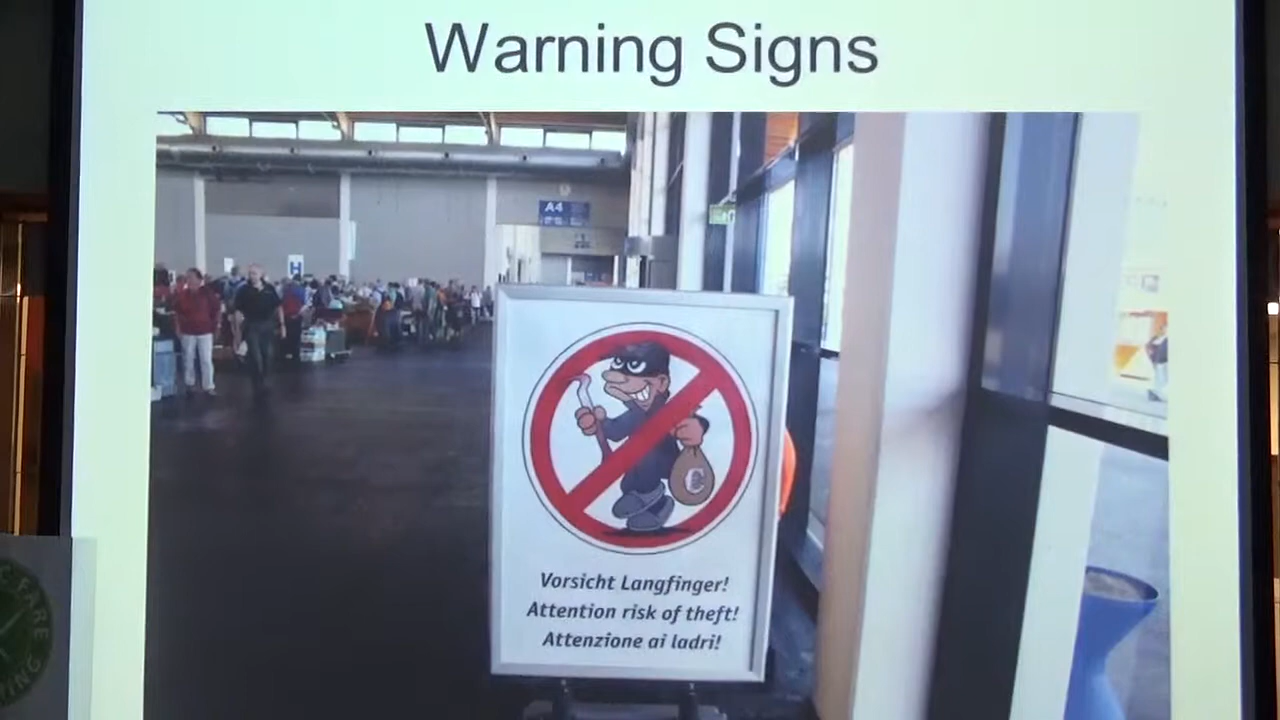 Warning Signs
A4
H
€
Vorsicht Langfinger!
Attention risk of theft!
Attenzione ai ladri!